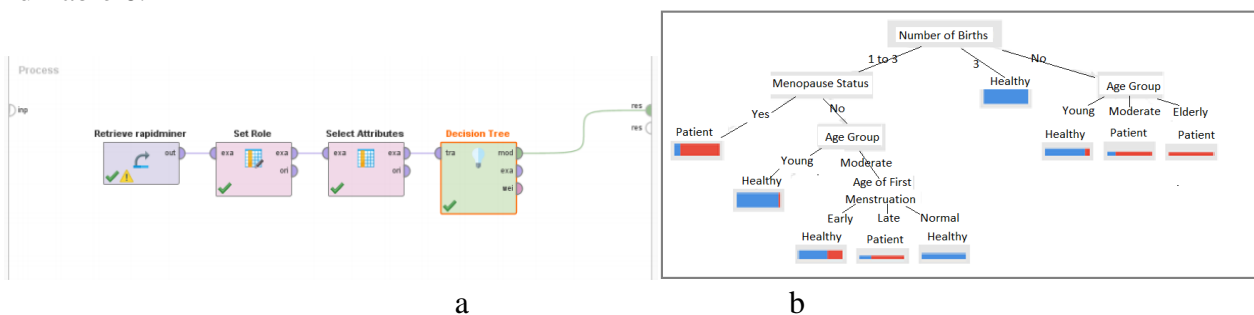 Process
inp
Retrieve rapidminer
out
Set Role
exa
exa
ori
Select Attributes
exa
exa
ori
Decision Tree
tra
mod
exa
wei
res
res
Number of Births
1 to 3
3
No
Menopause Status
Healthy
Age Group
Yes
No
Young Moderate Elderly
Patient
Age Group
Healthy
Patient
Patient
Young
Moderate
Healthy
Age of First
Menstruation
Early
Late
Normal
Healthy
Patient
Healthy
a
b